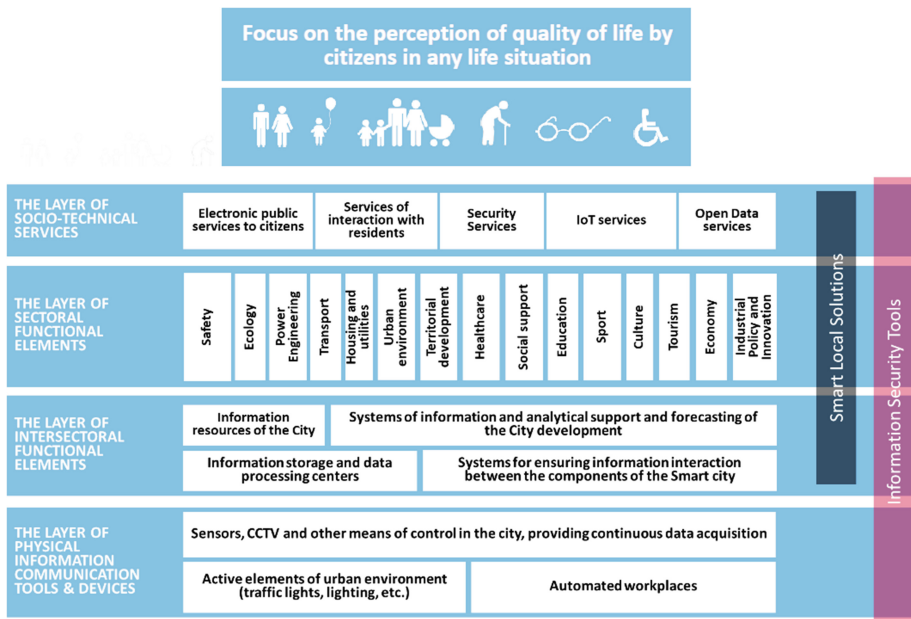 Focus on the perception of quality of life by
citizens in any life situation
THE LAYER OF
SOCIO-TECHNICAL
SERVICES
Electronic public
services to citizens
Services of
interaction with
residents
Security
Services
IoT services
Open Data
services
THE LAYER OF
SECTORAL
FUNCTIONAL
ELEMENTS
Safety
Ecology
Power
Engineering
Transport
Housing and
utilities
Urban
environment
Territorial
development
Healthcare
Social support
Education
Sport
Culture
Tourism
Economy
Industrial
Policy and
Innovation
THE LAYER OF
INTERSECTORAL
FUNCTIONAL
ELEMENTS
Information
resources of the City
Systems of information and analytical support and forecasting of
the City development
Information storage and data
processing centers
Systems for ensuring information interaction
between the components of the Smart city
THE LAYER OF
PHYSICAL
INFORMATION
COMMUNICATION
TOOLS & DEVICES
Sensors, CCTV and other means of control in the city, providing continuous data acquisition
Active elements of urban environment
(traffic lights, lighting, etc.)
Automated workplaces
Smart Local Solutions
Information Security Tools